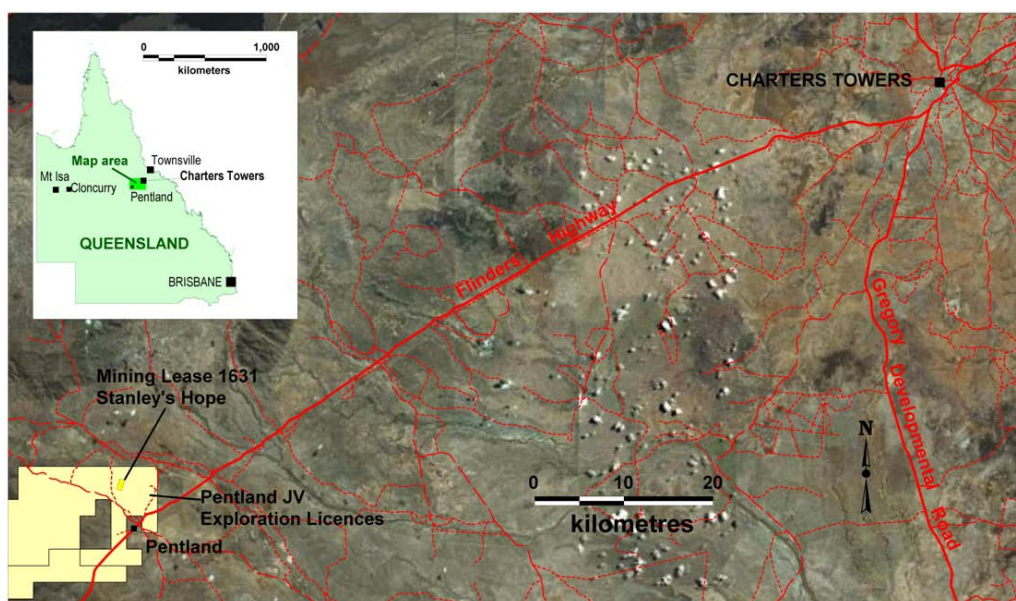 0 1,000
kilometers
Map area
Townsville
Charters Towers
Mt Isa
Cloncurry
Pentland
QUEENSLAND
BRISBANE
CHARTERS TOWERS
Flinders Highway
Gregory Developmental Road
Mining Lease 1631
Stanley's Hope
Pentland JV
Exploration Licences
Pentland
N
0 10 20
kilometres